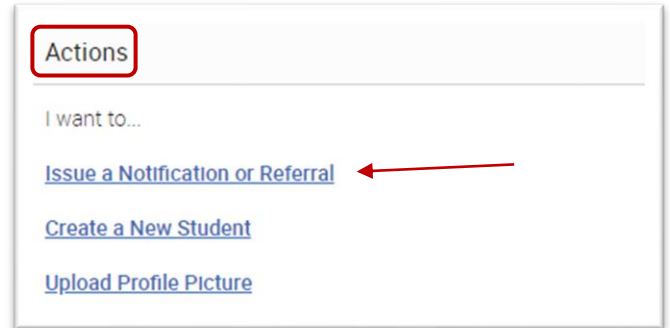 Actions
I want to...
Issue a Notification or Referral
Create a New Student
Upload Profile Picture